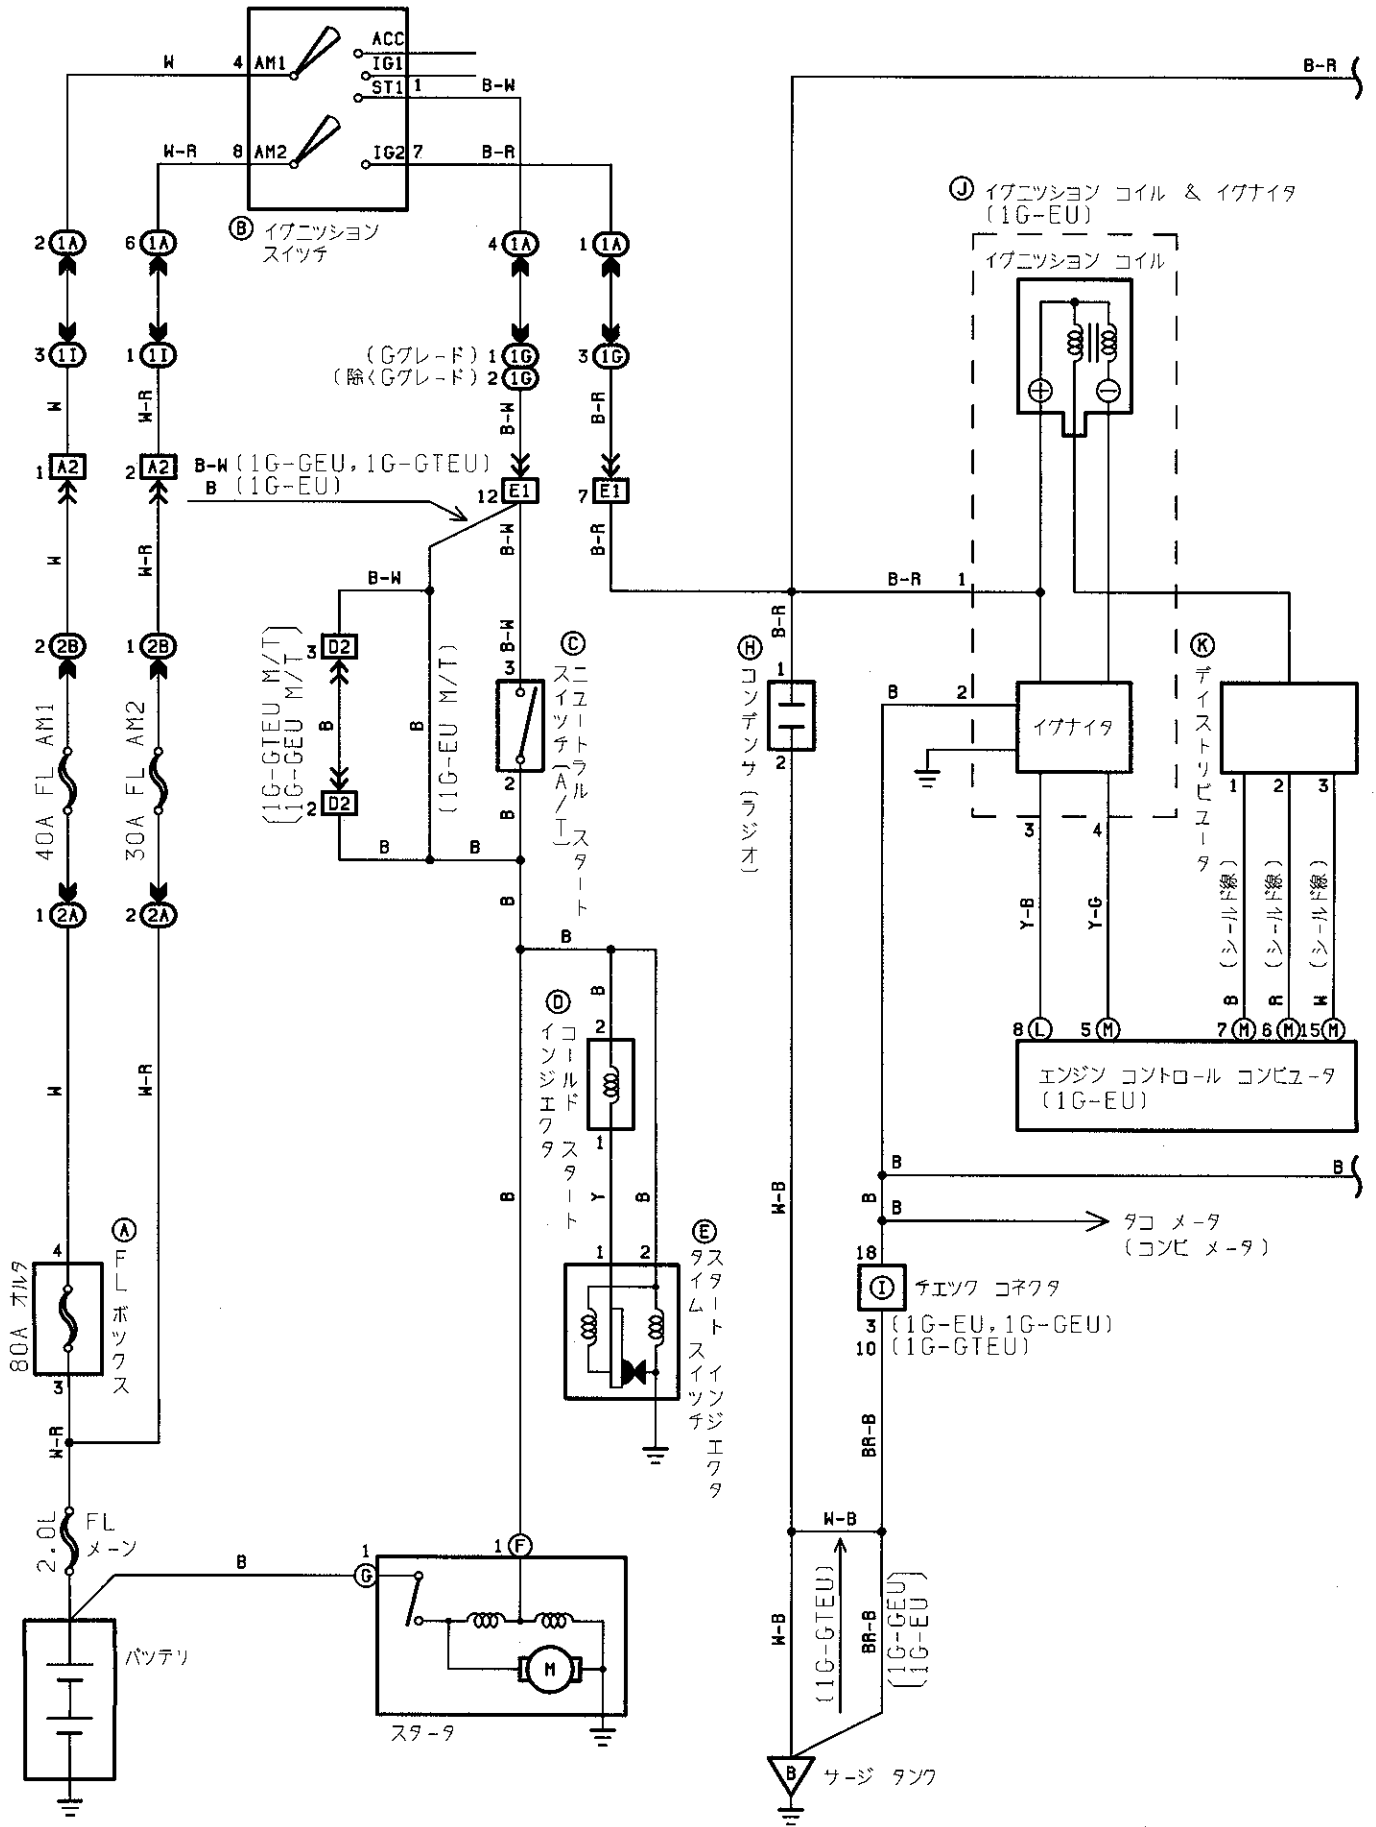 ACC
W 4 AM1 IG1
ST1 1 B-W
B-R
W-R 8 AM2 IG2 7 B-R
Ⓑ イグニッション
スイッチ
Ⓙ イグニッション コイル & イグナイタ
(1G-EU)
イグニッション コイル
2 1A
6 1A
4 1A
1 1A
3 1I
1 1I
(Gグレード) 1 1G
(除くGグレード) 2 1G
3 1G
W
W-R
B-W
B-R
1 A2
2 A2
B-W (1G-GEU, 1G-GTEU)
B (1G-EU)
12 E1
7 E1
W
W-R
B-W
B-R
B-W
B-R 1
2 2B
1 2B
3 D2
B
2 D2
(1G-GTEU M/T)
(1G-GEU M/T)
B
(1G-EU M/T)
B-W
3
Ⓒ
ニュートラル スタート
スイッチ(A/T)
2
B
B
B
B
B-R
1
Ⓗ
コンデンサ(ラジオ)
2
B 2
イグナイタ
Ⓚ
ディストリビュータ
1 2 3
3 4
40A FL AM1
30A FL AM2
1 2A
2 2A
Y-B
Y-G
(シールド線)
(シールド線)
(シールド線)
B
R
W
8 L
5 M
7 M
6 M
15 M
エンジン コントロール コンピュータ
(1G-EU)
W
W-R
B
B
2
Ⓓ
コールド スタート
インジェクタ
1
Y
B
B
1 2
Ⓔ
スタート インジェクタ
タイム スイッチ
W-B
B
B
B
B
タコ メータ
(コンビ メータ)
18
Ⓘ チェック コネクタ
3 (1G-EU, 1G-GEU)
10 (1G-GTEU)
BR-B
4
Ⓐ
FL ボックス
80A オルタ
3
W-R
2.0L
FL
メーン
B
1 G
1 F
M
スタータ
バッテリ
W-B
W-B
(1G-GTEU)
BR-B
(1G-GEU)
(1G-EU)
B サージ タンク